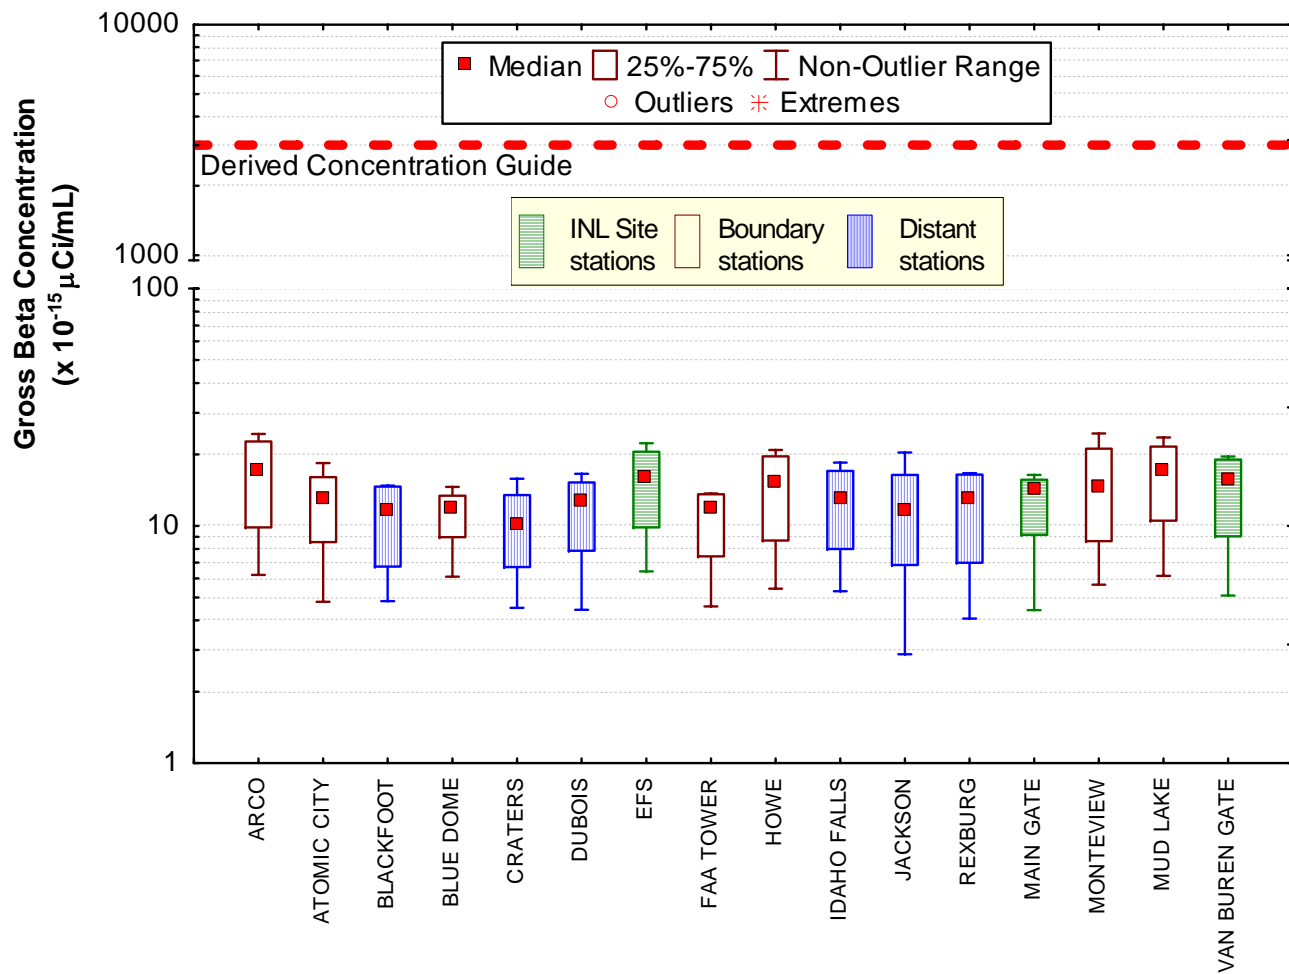 10000
Median 25%-75% Non-Outlier Range
Outliers Extremes
Derived Concentration Guide
INL Site stations
Boundary stations
Distant stations
1000
100
10
1
Gross Beta Concentration
(x 10⁻¹⁵ μCi/mL)
ARCO
ATOMIC CITY
BLACKFOOT
BLUE DOME
CRATERS
DUBOIS
EFS
FAA TOWER
HOWE
IDAHO FALLS
JACKSON
REXBURG
MAIN GATE
MONTEVIEW
MUD LAKE
VAN BUREN GATE